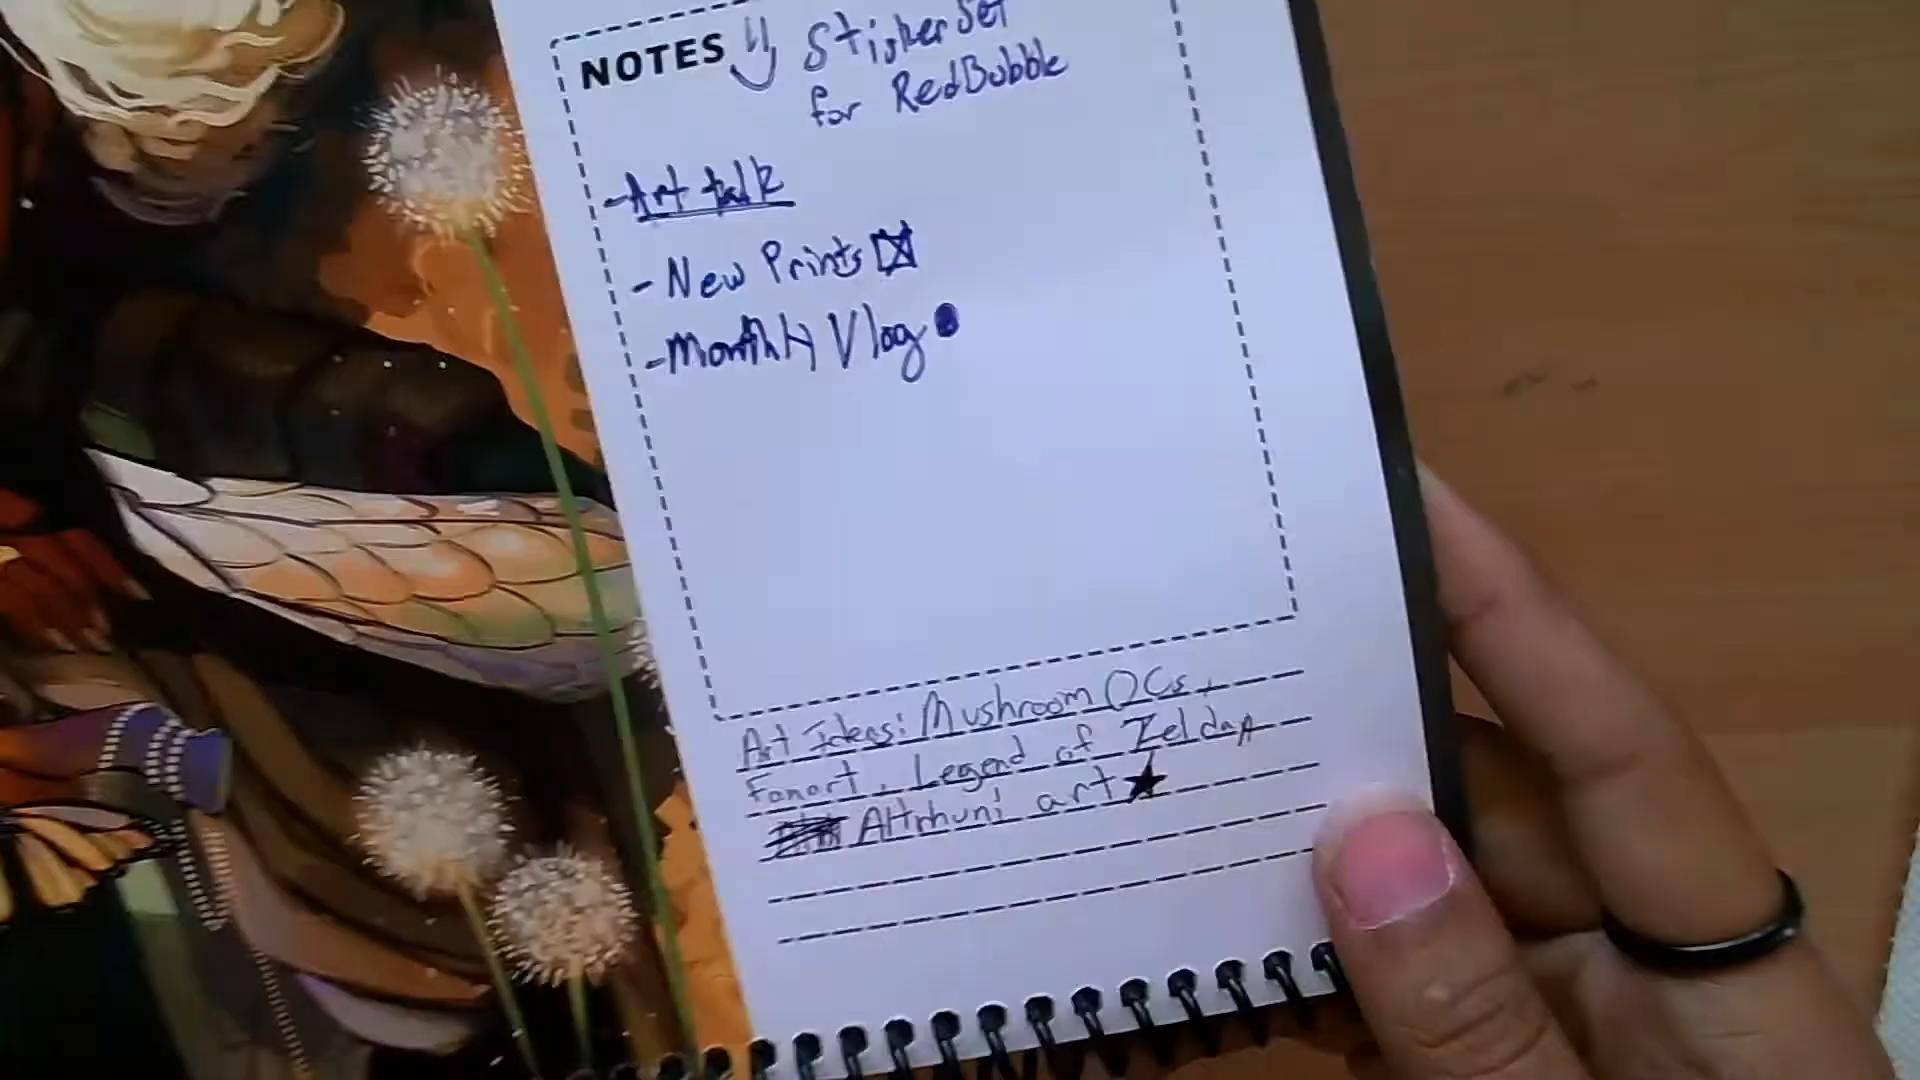 NOTES Sticker Set
for RedBubble
- Art talk
- New Prints
- Monthly Vlog
Art Ideas: Mushroom OCs,
Fanart, Legend of Zelda
Altrhuni art